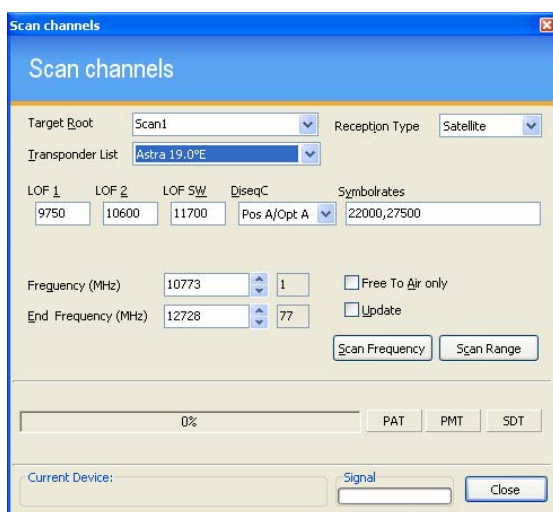 Scan channels
Scan channels
Target Root Scan1 Reception Type Satellite
Transponder List Astra 19.0ºE
LOF 1 LOF 2 LOF SW DiseqC Symbolrates
9750 10600 11700 Pos A/Opt A 22000,27500
Frequency (MHz) 10773 1 Free To Air only
End Frequency (MHz) 12728 77 Update
Scan Frequency Scan Range
0% PAT PMT SDT
Current Device: Signal
Close